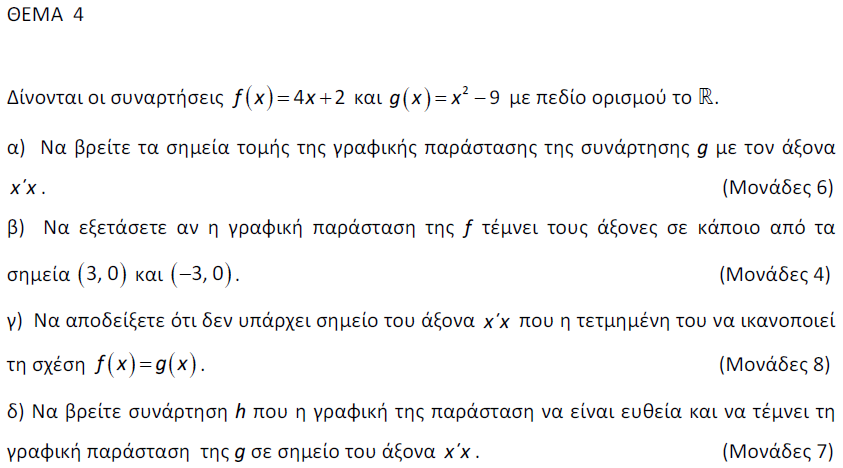 ΘΕΜΑ 4
Δίνονται οι συναρτήσεις f(x)=4x+2 και g(x)=x²−9 με πεδίο ορισμού το ℝ.
α) Να βρείτε τα σημεία τομής της γραφικής παράστασης της συνάρτησης g με τον άξονα
x΄x. (Μονάδες 6)
β) Να εξετάσετε αν η γραφική παράσταση της f τέμνει τους άξονες σε κάποιο από τα
σημεία (3,0) και (−3,0). (Μονάδες 4)
γ) Να αποδείξετε ότι δεν υπάρχει σημείο του άξονα x΄x που η τετμημένη του να ικανοποιεί
τη σχέση f(x)=g(x). (Μονάδες 8)
δ) Να βρείτε συνάρτηση h που η γραφική της παράσταση να είναι ευθεία και να τέμνει τη
γραφική παράσταση της g σε σημείο του άξονα x΄x. (Μονάδες 7)